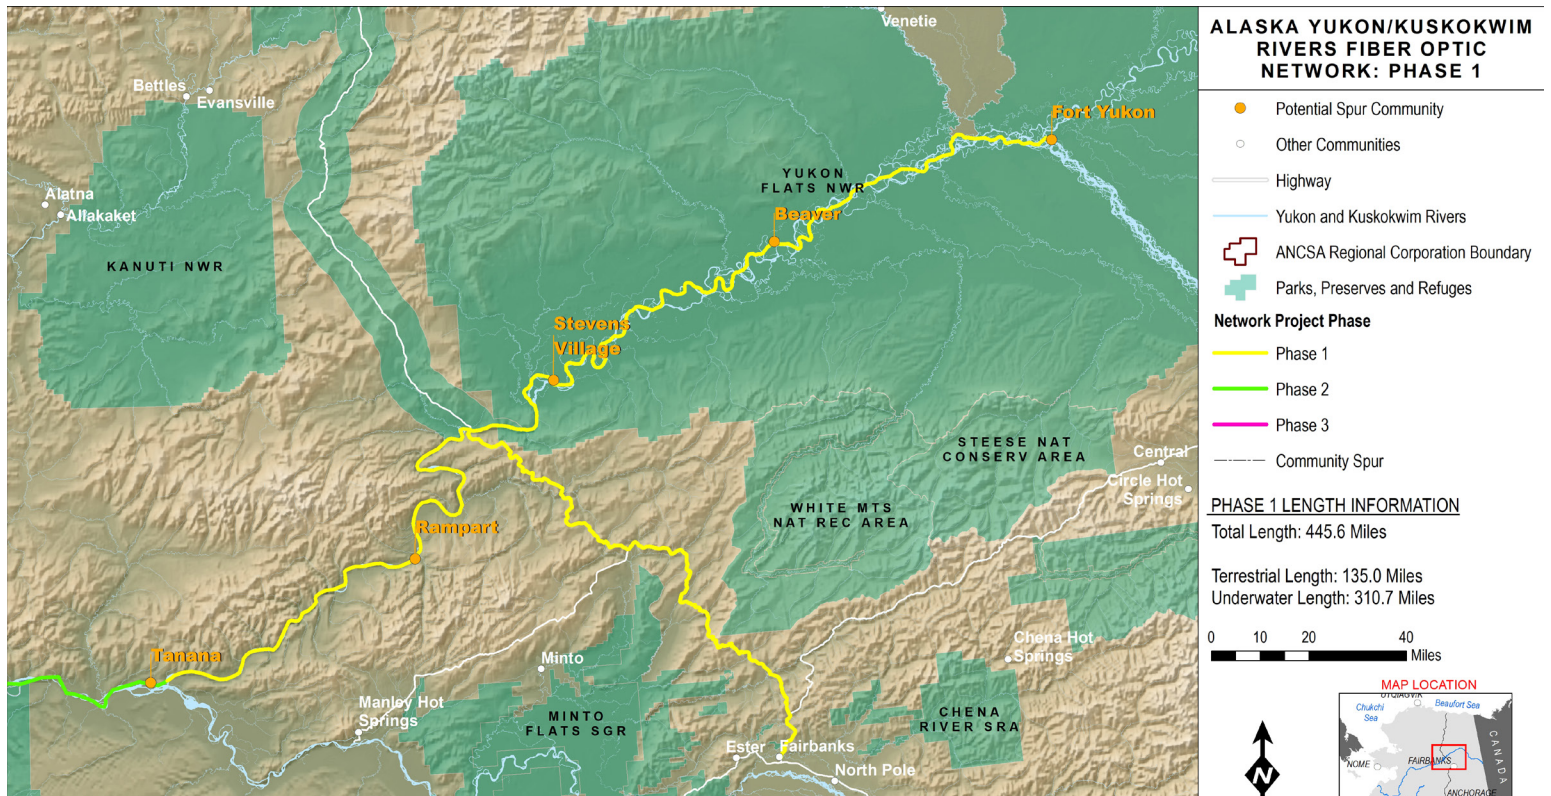 Venetie
Bettles
Evansville
Fort Yukon
YUKON
FLATS NWR
Alatna
Allakaket
Beaver
KANUTI NWR
Stevens
Village
STEESE NAT
CONSERV AREA
Central
Circle Hot
Springs
WHITE MTS
NAT REC AREA
Rampart
Chena Hot
Springs
Tanana
Minto
Manley Hot
Springs
MINTO
FLATS SGR
CHENA
RIVER SRA
Ester
Fairbanks
North Pole
ALASKA YUKON/KUSKOKWIM
RIVERS FIBER OPTIC
NETWORK: PHASE 1
Potential Spur Community
Other Communities
Highway
Yukon and Kuskokwim Rivers
ANCSA Regional Corporation Boundary
Parks, Preserves and Refuges
Network Project Phase
Phase 1
Phase 2
Phase 3
Community Spur
PHASE 1 LENGTH INFORMATION
Total Length: 445.6 Miles
Terrestrial Length: 135.0 Miles
Underwater Length: 310.7 Miles
0 10 20 40
Miles
MAP LOCATION
UTQIAGVIK
Chukchi
Sea
Beaufort Sea
CANADA
NOME
FAIRBANKS
ANCHORAGE
N